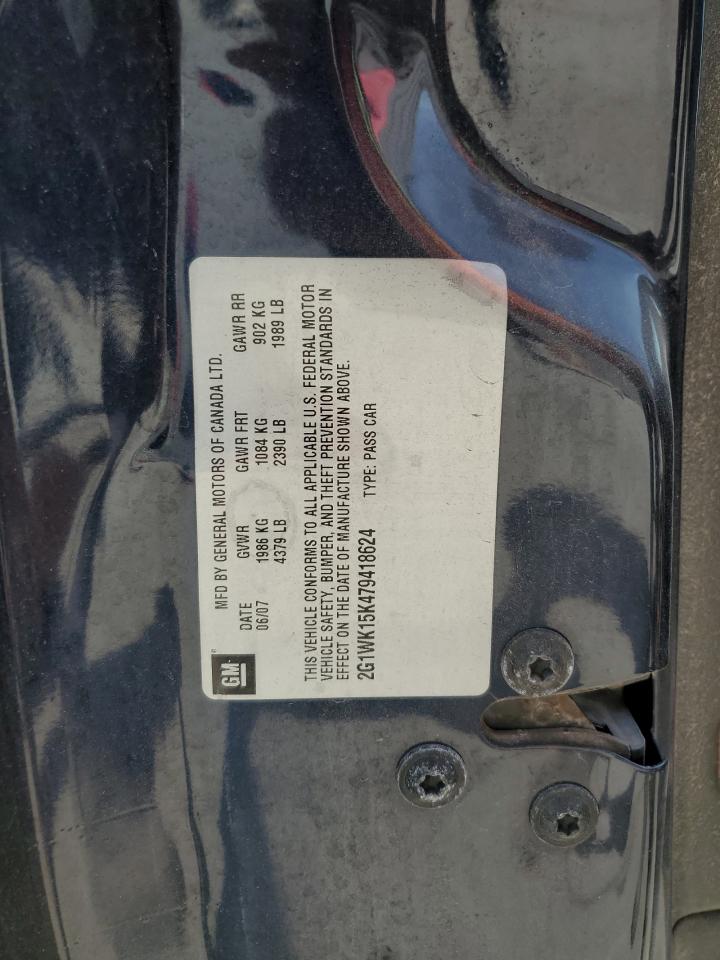 GM
MFD BY GENERAL MOTORS OF CANADA LTD.
DATE GVWR GAWR FRT GAWR RR
06/07 1986 KG 1084 KG 902 KG
4379 LB 2390 LB 1989 LB
THIS VEHICLE CONFORMS TO ALL APPLICABLE U.S. FEDERAL MOTOR
VEHICLE SAFETY, BUMPER, AND THEFT PREVENTION STANDARDS IN
EFFECT ON THE DATE OF MANUFACTURE SHOWN ABOVE.
2G1WK15K479418624 TYPE: PASS CAR